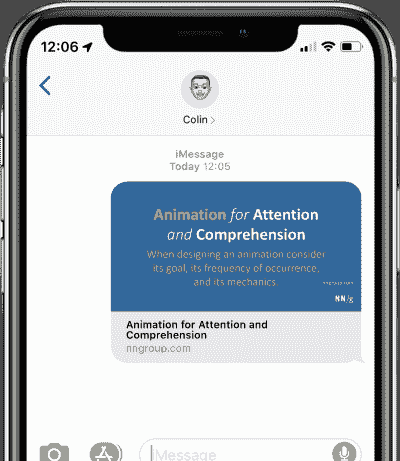 12:06
Colin >
iMessage
Today 12:05
Animation for Attention
and Comprehension
When designing an animation consider
its goal, its frequency of occurrence,
and its mechanics.
NN/g
Animation for Attention and
Comprehension
nngroup.com
Message